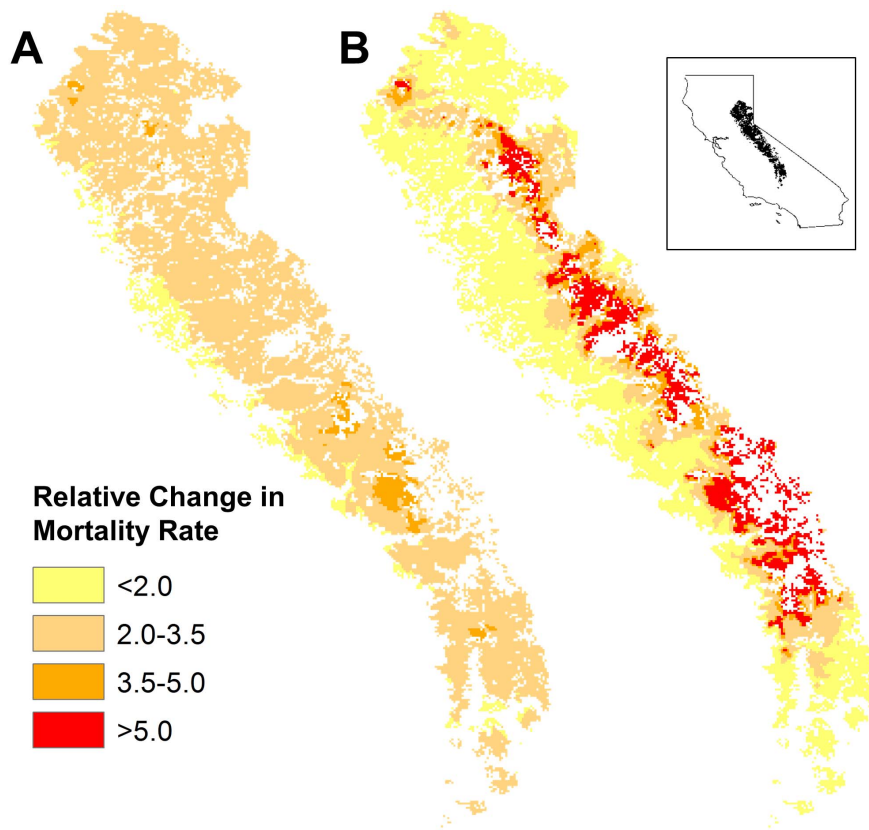 A
B
Relative Change in
Mortality Rate
<2.0
2.0-3.5
3.5-5.0
>5.0